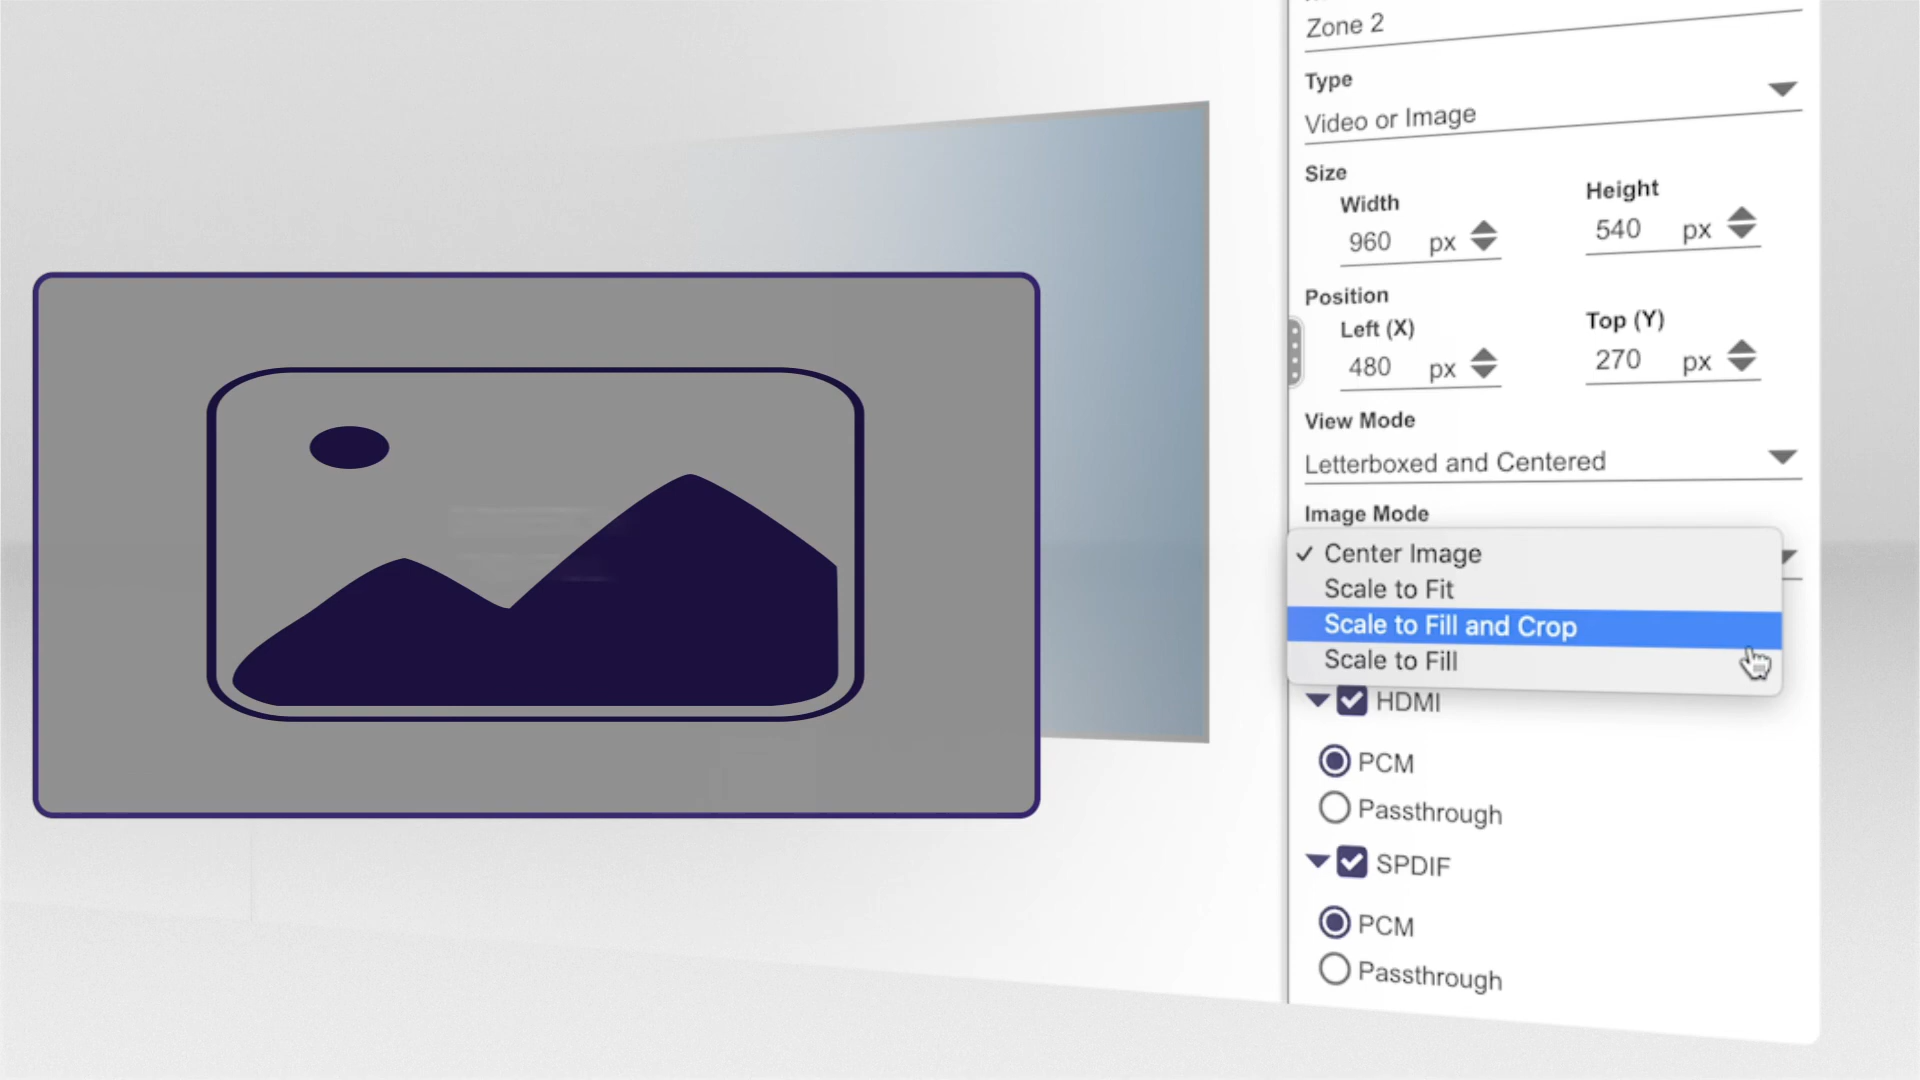 Zone 2
Type
Video or Image
Size
Width
Height
960 px
540 px
Position
Left (X)
Top (Y)
480 px
270 px
View Mode
Letterboxed and Centered
Image Mode
✓ Center Image
Scale to Fit
Scale to Fill and Crop
Scale to Fill
HDMI
PCM
Passthrough
SPDIF
PCM
Passthrough